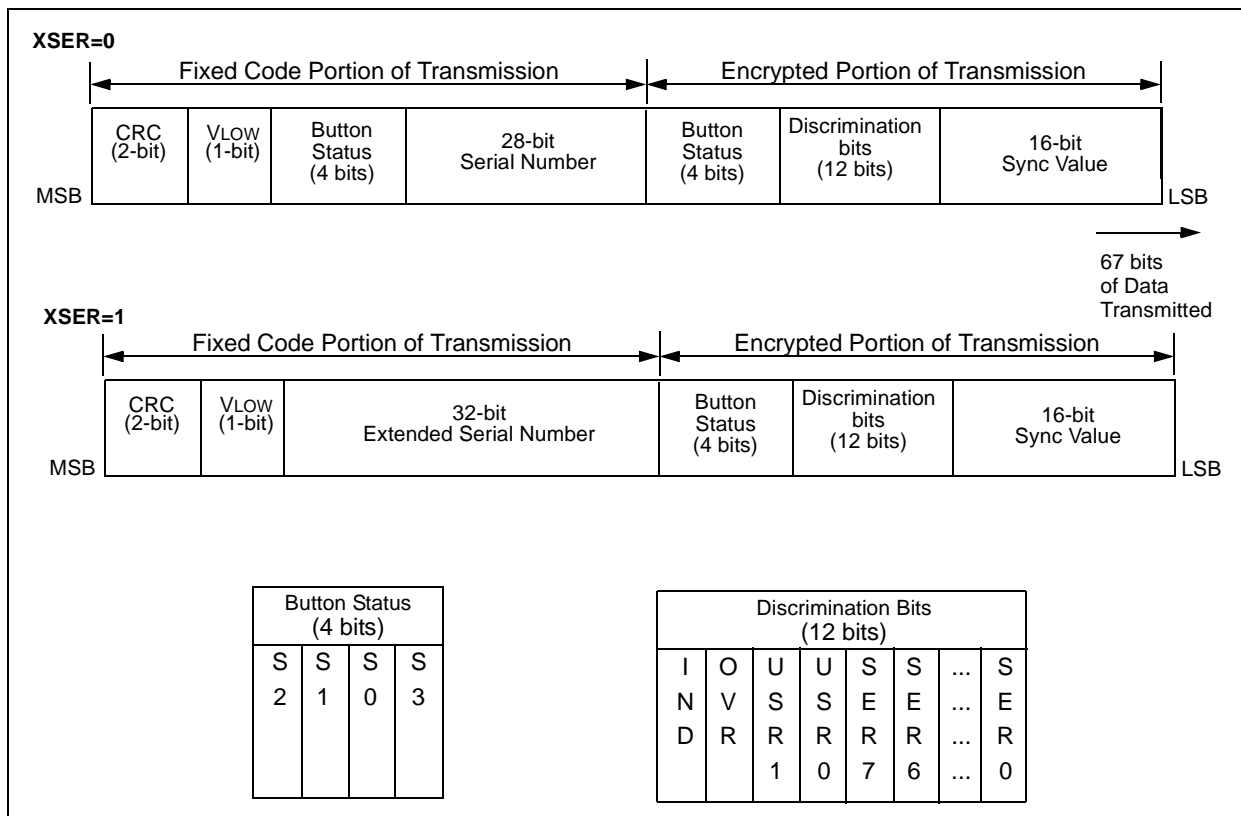 XSER=0
Fixed Code Portion of Transmission
Encrypted Portion of Transmission
CRC
(2-bit)
VLOW
(1-bit)
Button
Status
(4 bits)
28-bit
Serial Number
Button
Status
(4 bits)
Discrimination
bits
(12 bits)
16-bit
Sync Value
MSB
LSB
67 bits
of Data
Transmitted
XSER=1
Fixed Code Portion of Transmission
Encrypted Portion of Transmission
CRC
(2-bit)
VLOW
(1-bit)
32-bit
Extended Serial Number
Button
Status
(4 bits)
Discrimination
bits
(12 bits)
16-bit
Sync Value
MSB
LSB
Button Status
(4 bits)
S S S S
2 1 0 3
Discrimination Bits
(12 bits)
I O U U S S ... S
N V S S E E ... E
D R R R R R ... R
1 0 7 6 ... 0